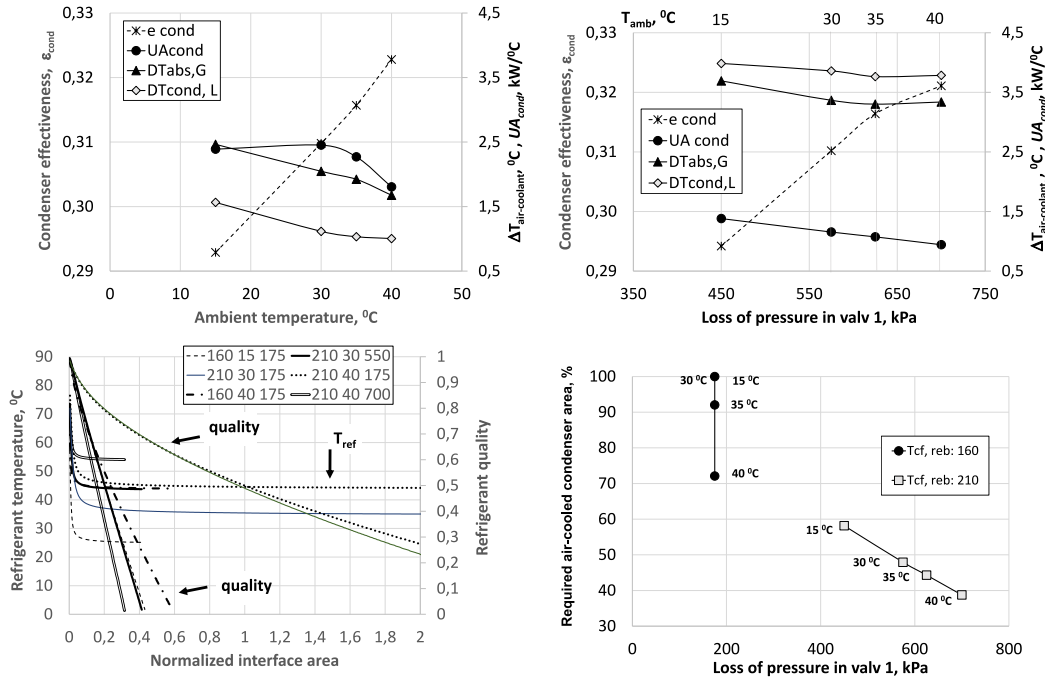 0,33
0,32
0,31
0,30
0,29
Condenser effectiveness, εcond
4,5
3,5
2,5
1,5
0,5
ΔTair-coolant, ⁰C , UAcond, kW/⁰C
e cond
UAcond
DTabs,G
DTcond, L
0 10 20 30 40 50
Ambient temperature, ⁰C
Tamb, ⁰C 15 30 35 40
0,33
0,32
0,31
0,30
0,29
Condenser effectiveness, εcond
4,5
3,5
2,5
1,5
0,5
ΔTair-coolant, ⁰C , UAcond, kW/⁰C
e cond
UA cond
DTabs,G
DTcond,L
350 450 550 650 750
Loss of pressure in valv 1, kPa
90
80
70
60
50
40
30
20
10
0
Refrigerant temperature, ⁰C
1
0,9
0,8
0,7
0,6
0,5
0,4
0,3
0,2
0,1
0
Refrigerant quality
160 15 175 210 30 550
210 30 175 210 40 175
160 40 175 210 40 700
quality
Tref
quality
0 0,2 0,4 0,6 0,8 1 1,2 1,4 1,6 1,8 2
Normalized interface area
100
90
80
70
60
50
40
30
Required air-cooled condenser area, %
30 ⁰C 15 ⁰C
35 ⁰C
40 ⁰C
Tcf, reb: 160
Tcf, reb: 210
15 ⁰C
30 ⁰C
35 ⁰C
40 ⁰C
0 200 400 600 800
Loss of pressure in valv 1, kPa